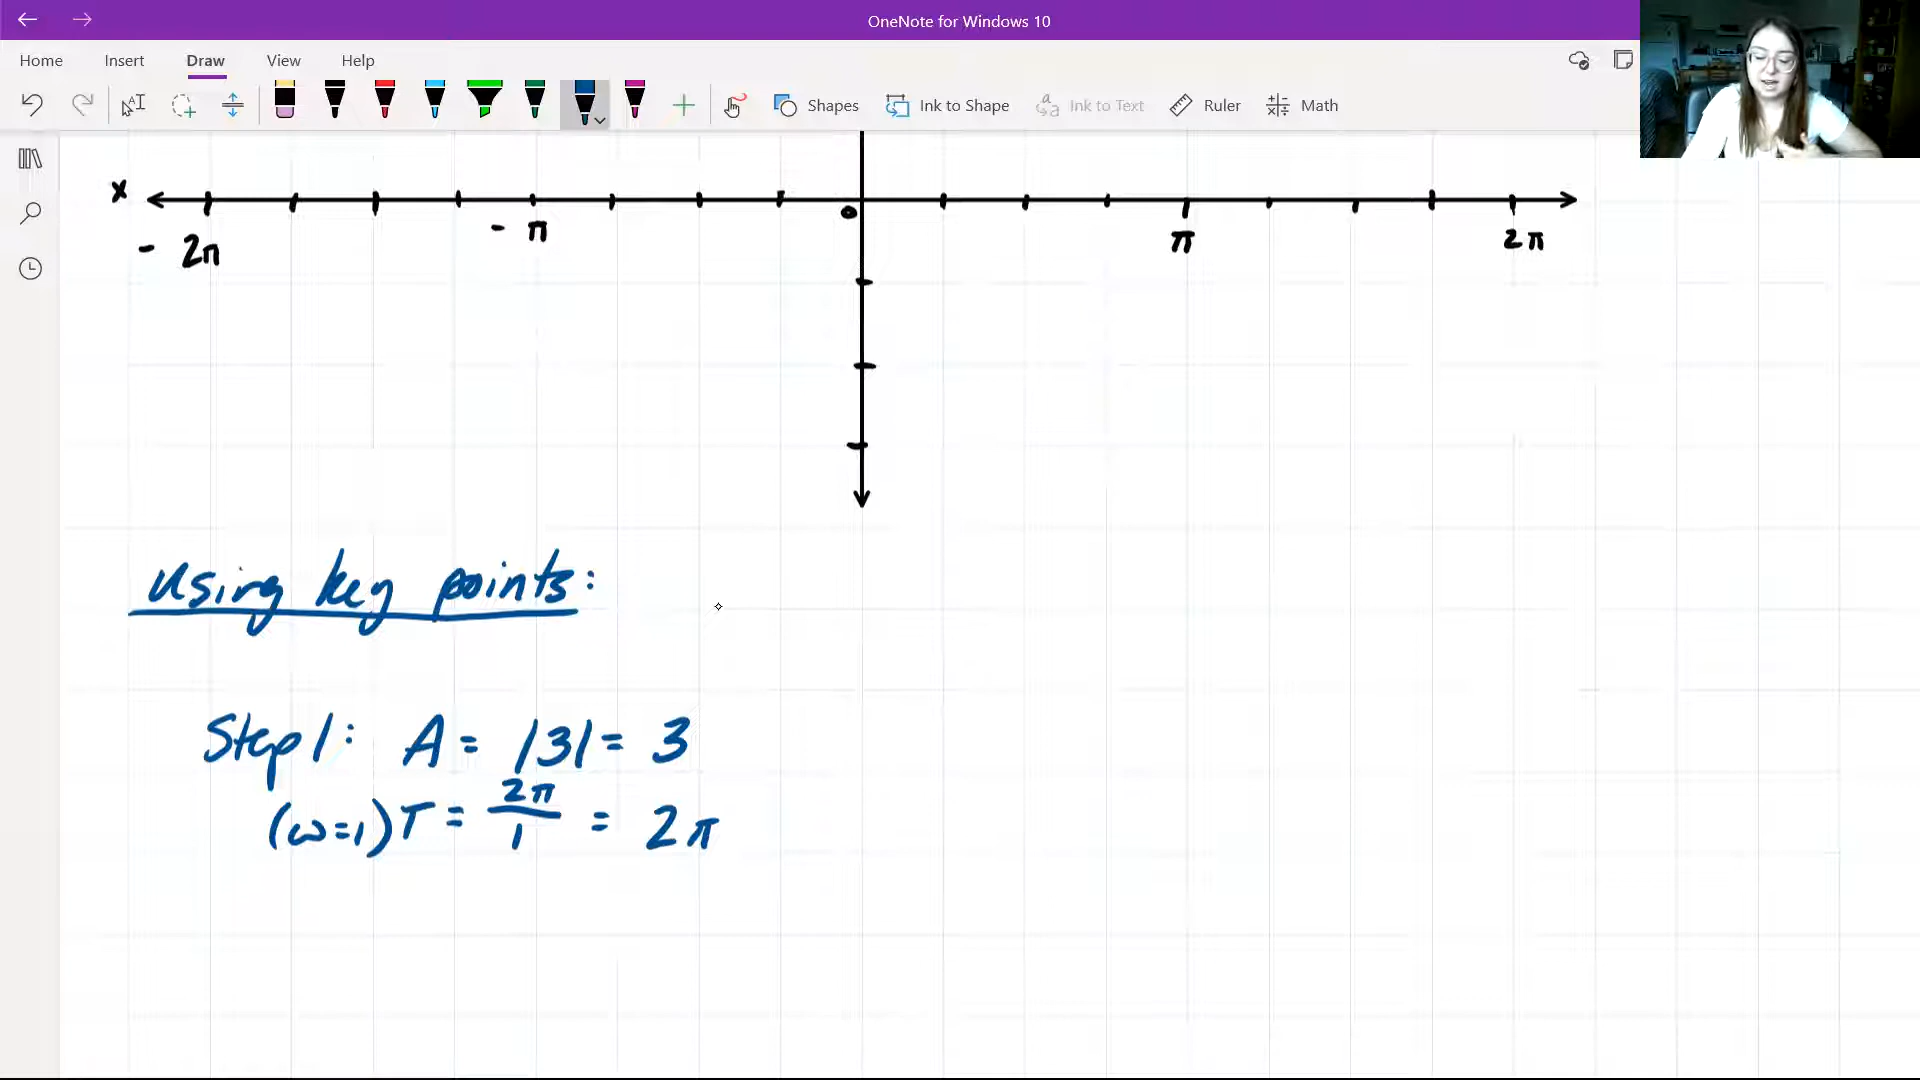 OneNote for Windows 10
Home Insert Draw View Help
Shapes Ink to Shape Ink to Text Ruler Math
x
0
- 2π - π π 2π
Using key points:
Step 1: A = |3| = 3
(ω=1) T = 2π/1 = 2π